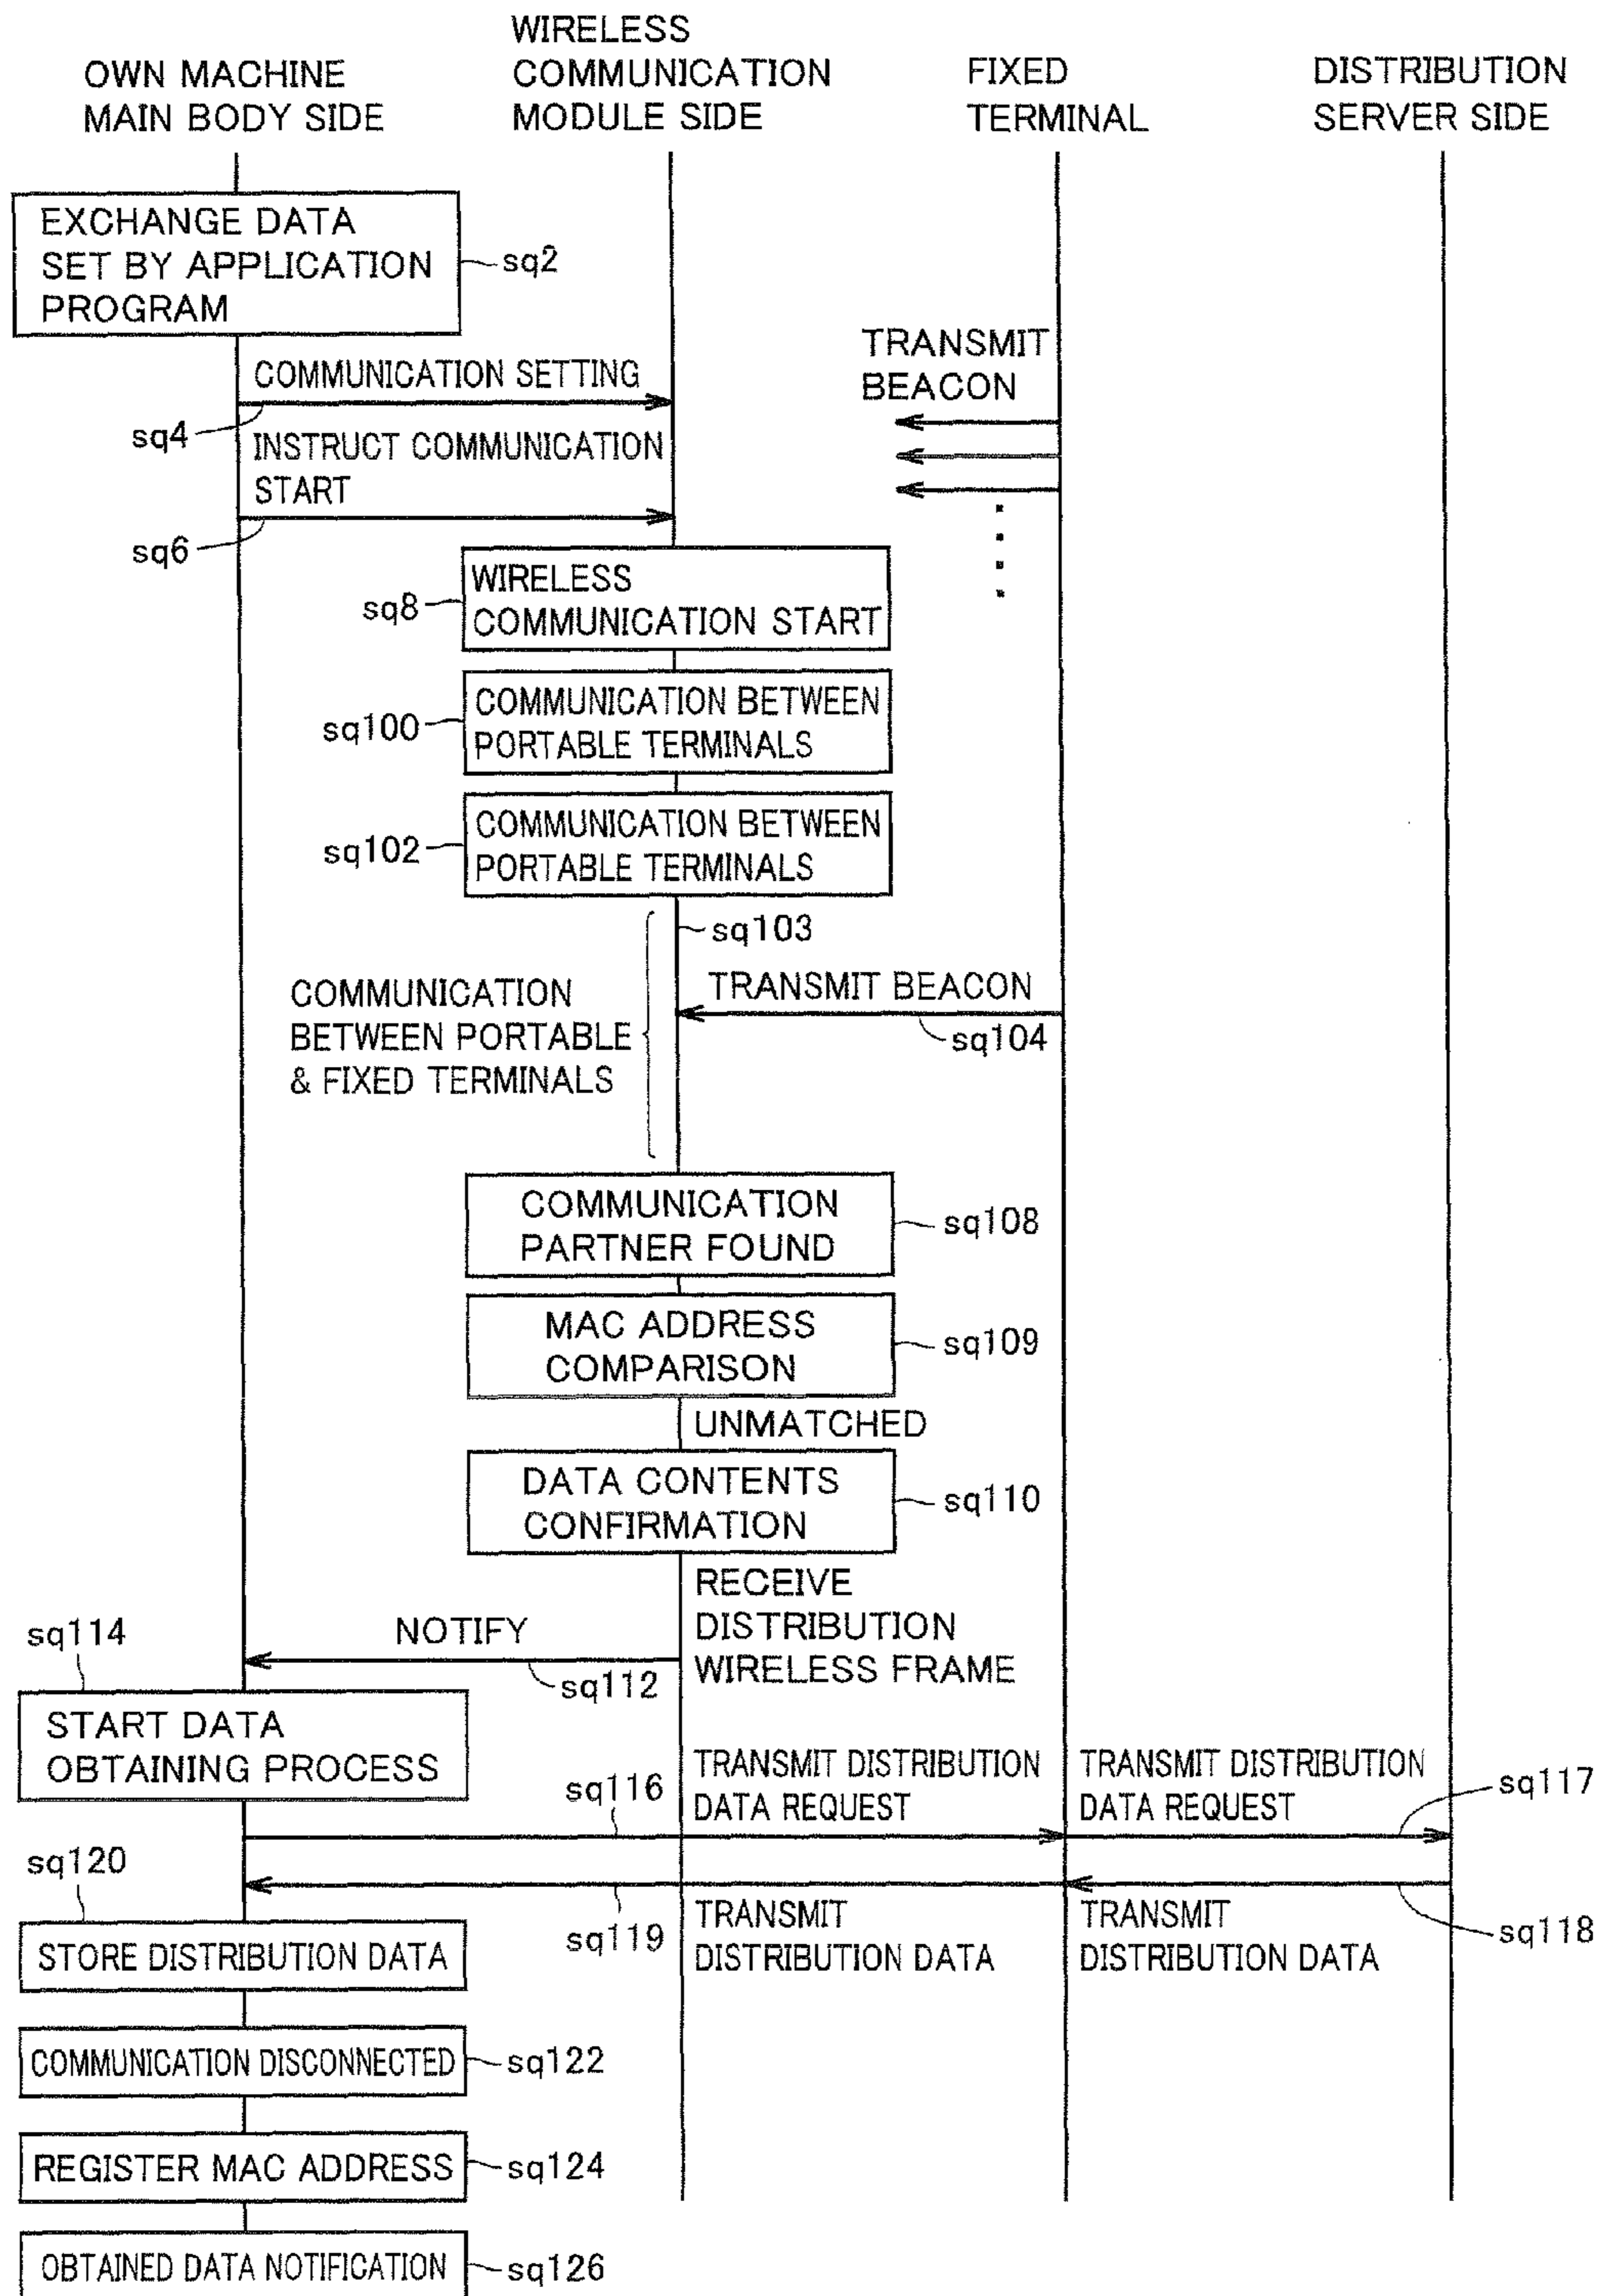 OWN MACHINE
MAIN BODY SIDE
WIRELESS
COMMUNICATION
MODULE SIDE
FIXED
TERMINAL
DISTRIBUTION
SERVER SIDE
EXCHANGE DATA
SET BY APPLICATION
PROGRAM
sq2
COMMUNICATION SETTING
sq4
INSTRUCT COMMUNICATION
START
sq6
TRANSMIT
BEACON
WIRELESS
COMMUNICATION START
sq8
COMMUNICATION BETWEEN
PORTABLE TERMINALS
sq100
COMMUNICATION BETWEEN
PORTABLE TERMINALS
sq102
sq103
TRANSMIT BEACON
sq104
COMMUNICATION
BETWEEN PORTABLE
& FIXED TERMINALS
COMMUNICATION
PARTNER FOUND
sq108
MAC ADDRESS
COMPARISON
sq109
UNMATCHED
DATA CONTENTS
CONFIRMATION
sq110
RECEIVE
DISTRIBUTION
WIRELESS FRAME
NOTIFY
sq112
sq114
START DATA
OBTAINING PROCESS
sq116
TRANSMIT DISTRIBUTION
DATA REQUEST
TRANSMIT DISTRIBUTION
DATA REQUEST
sq117
sq120
sq119
TRANSMIT
DISTRIBUTION DATA
TRANSMIT
DISTRIBUTION DATA
sq118
STORE DISTRIBUTION DATA
COMMUNICATION DISCONNECTED
sq122
REGISTER MAC ADDRESS
sq124
OBTAINED DATA NOTIFICATION
sq126